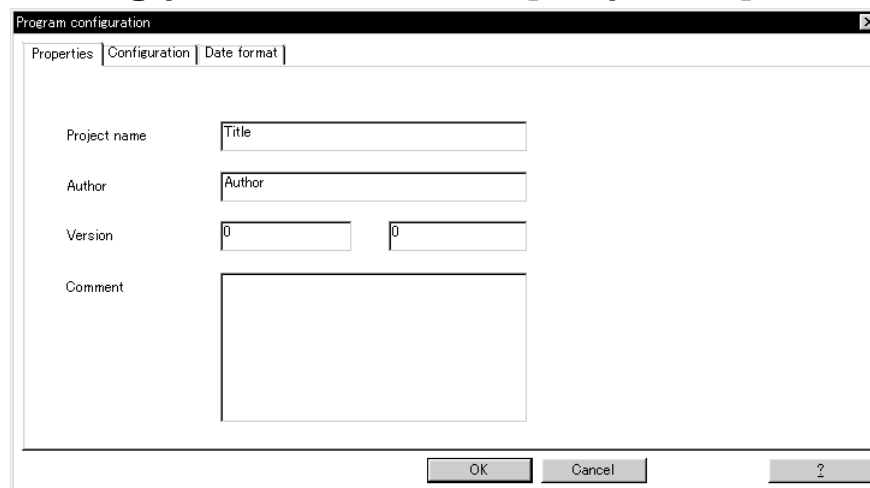 Program configuration
Properties Configuration Date format
Project name Title
Author Author
Version 0 0
Comment
OK Cancel ?